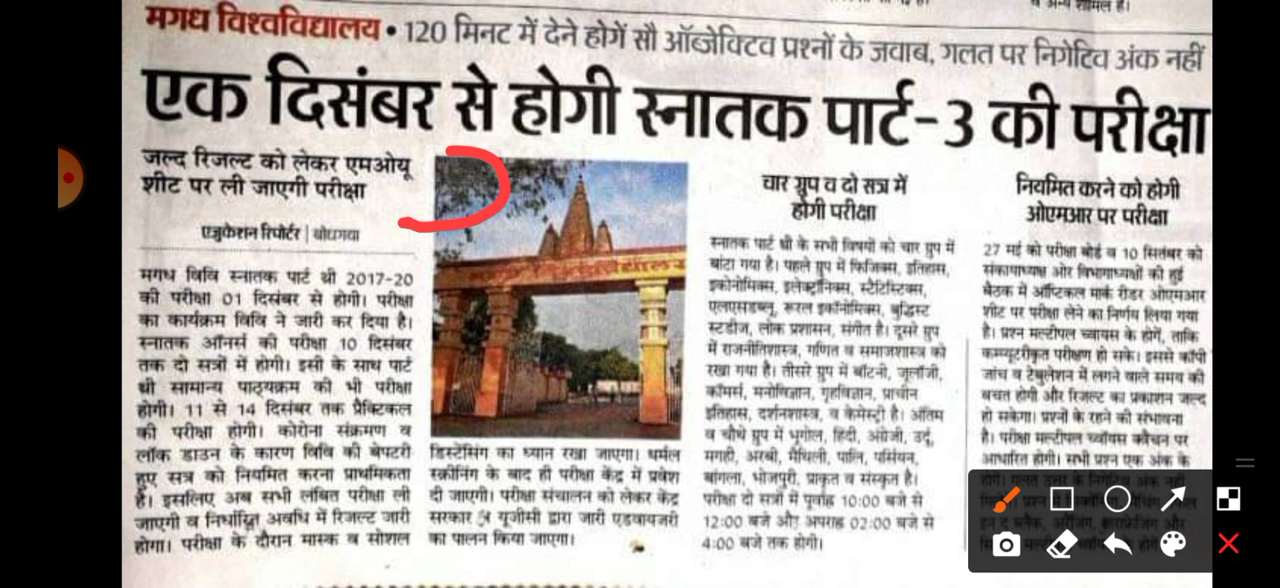 व अन्य शामिल हैं।
मगध विश्वविद्यालय • 120 मिनट में देने होगें सौ ऑब्जेक्टिव प्रश्नों के जवाब, गलत पर निगेटिव अंक नहीं
एक दिसंबर से होगी स्नातक पार्ट-3 की परीक्षा
जल्द रिजल्ट को लेकर एमओयू
शीट पर ली जाएगी परीक्षा
एजुकेशन रिपोर्टर | बोधगया
मगध विवि स्नातक पार्ट थ्री 2017-20
की परीक्षा 01 दिसंबर से होगी। परीक्षा
का कार्यक्रम विवि ने जारी कर दिया है।
स्नातक ऑनर्स की परीक्षा 10 दिसंबर
तक दो सत्रों में होगी। इसी के साथ पार्ट
थ्री सामान्य पाठ्यक्रम की भी परीक्षा
होगी। 11 से 14 दिसंबर तक प्रैक्टिकल
की परीक्षा होगी। कोरोना संक्रमण व
लॉक डाउन के कारण विवि की बेपटरी
हुए सत्र को नियमित करना प्राथमिकता
है। इसलिए अब सभी लंबित परीक्षा ली
जाएगी व निर्धारित अवधि में रिजल्ट जारी
होगा। परीक्षा के दौरान मास्क व सोशल
डिस्टेंसिंग का ध्यान रखा जाएगा। थर्मल
स्क्रीनिंग के बाद ही परीक्षा केंद्र में प्रवेश
दी जाएगी। परीक्षा संचालन को लेकर केंद्र
सरकार यूजीसी द्वारा जारी एडवायजरी
का पालन किया जाएगा।
चार ग्रुप व दो सत्र में
होगी परीक्षा
स्नातक पार्ट थ्री के सभी विषयों को चार ग्रुप में
बांटा गया है। पहले ग्रुप में फिजिक्स, इतिहास,
इकोनोमिक्स, इलेक्ट्रॉनिक्स, स्टैटिस्टिक्स,
एलएसडब्लू, रूरल इकॉनोमिक्स, बुद्धिस्ट
स्टडीज, लोक प्रशासन, संगीत है। दूसरे ग्रुप
में राजनीतिशास्त्र, गणित व समाजशास्त्र को
रखा गया है। तीसरे ग्रुप में बॉटनी, जूलॉजी,
कॉमर्स, मनोविज्ञान, गृहविज्ञान, प्राचीन
इतिहास, दर्शनशास्त्र, व केमेस्ट्री है। अंतिम
व चौथे ग्रुप में भूगोल, हिंदी, अंग्रेजी, उर्दू,
मगही, अरबी, मैथिली, पालि, पर्सियन,
बांगला, भोजपुरी, प्राकृत व संस्कृत है।
परीक्षा दो सत्रों में पूर्वाह्न 10:00 बजे से
12:00 बजे और अपराह्न 02:00 बजे से
4:00 बजे तक होगी।
नियमित करने को होगी
ओएमआर पर परीक्षा
27 मई को परीक्षा बोर्ड व 10 सितंबर को
संकायाध्यक्ष ओर विभागाध्यक्षों की हुई
बैठक में ऑप्टिकल मार्क रीडर ओएमआर
शीट पर परीक्षा लेने का निर्णय लिया गया
है। प्रश्न मल्टीपल च्वायस के होगें, ताकि
कम्प्यूटरीकृत परीक्षण हो सके। इससे कॉपी
जांच व टेबुलेशन में लगने वाले समय की
बचत होगी और रिजल्ट का प्रकाशन जल्द
हो सकेगा। प्रश्नों के रहने की संभावना
है। परीक्षा मल्टीपल च्वॉयस कौचन पर
आधारित होगी। सभी प्रश्न एक अंक के
होंगे। गलत उत्तर के निगेटिव अंक नहीं